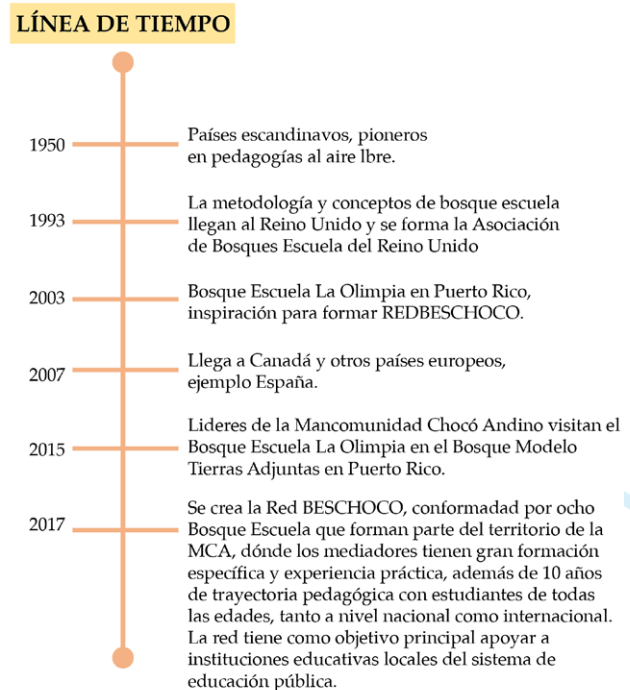 LÍNEA DE TIEMPO
1950
Países escandinavos, pioneros
en pedagogías al aire lbre.
1993
La metodología y conceptos de bosque escuela
llegan al Reino Unido y se forma la Asociación
de Bosques Escuela del Reino Unido
2003
Bosque Escuela La Olimpia en Puerto Rico,
inspiración para formar REDBESCHOCO.
2007
Llega a Canadá y otros países europeos,
ejemplo España.
2015
Lideres de la Mancomunidad Chocó Andino visitan el
Bosque Escuela La Olimpia en el Bosque Modelo
Tierras Adjuntas en Puerto Rico.
2017
Se crea la Red BESCHOCO, conformadad por ocho
Bosque Escuela que forman parte del territorio de la
MCA, dónde los mediadores tienen gran formación
específica y experiencia práctica, además de 10 años
de trayectoria pedagógica con estudiantes de todas
las edades, tanto a nivel nacional como internacional.
La red tiene como objetivo principal apoyar a
instituciones educativas locales del sistema de
educación pública.